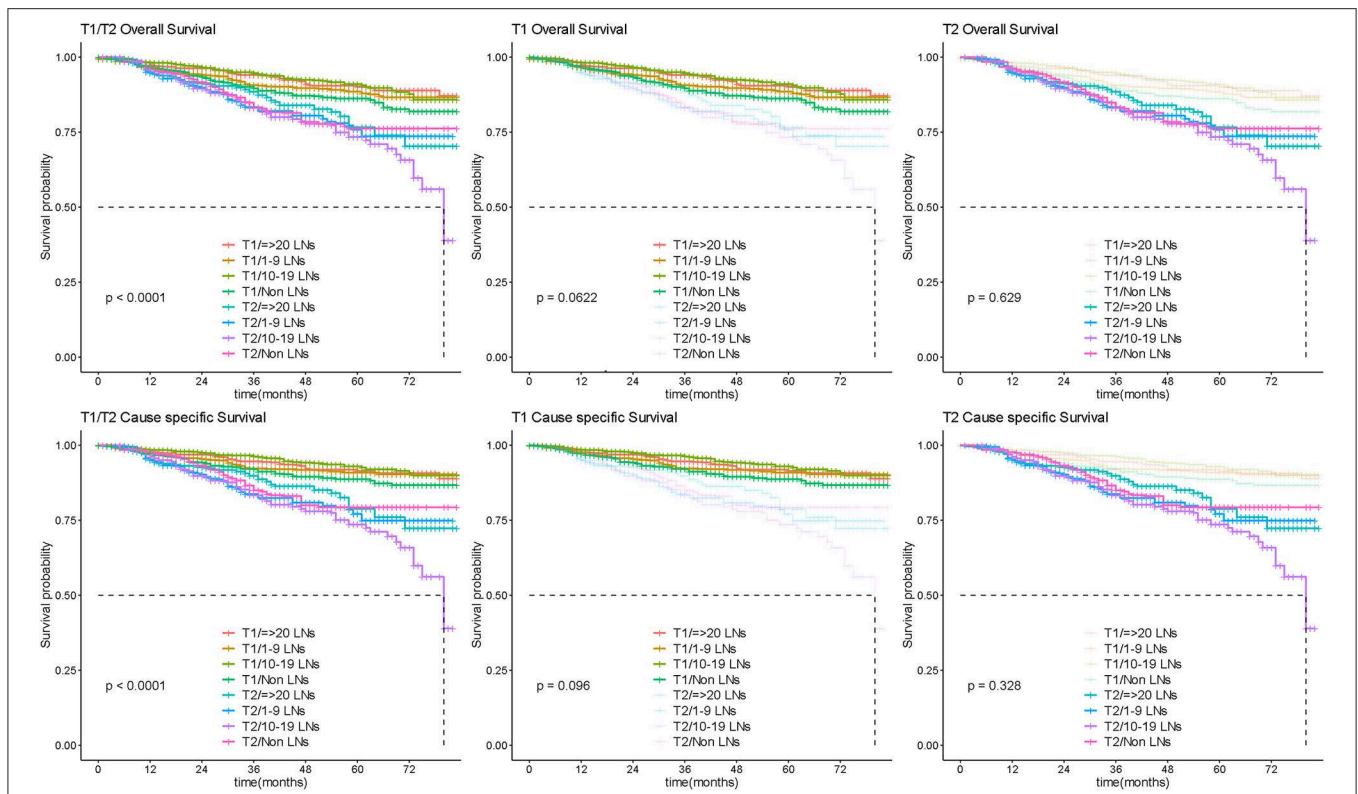 T1/T2 Overall Survival
1.00
0.75
0.50
0.25
0.00
Survival probability
T1/=>20 LNs
T1/1-9 LNs
T1/10-19 LNs
T1/Non LNs
T2/=>20 LNs
T2/1-9 LNs
T2/10-19 LNs
T2/Non LNs
p < 0.0001
0 12 24 36 48 60 72
time(months)
T1 Overall Survival
1.00
0.75
0.50
0.25
0.00
Survival probability
T1/=>20 LNs
T1/1-9 LNs
T1/10-19 LNs
T1/Non LNs
T2/=>20 LNs
T2/1-9 LNs
T2/10-19 LNs
T2/Non LNs
p = 0.0622
0 12 24 36 48 60 72
time(months)
T2 Overall Survival
1.00
0.75
0.50
0.25
0.00
Survival probability
T1/=>20 LNs
T1/1-9 LNs
T1/10-19 LNs
T1/Non LNs
T2/=>20 LNs
T2/1-9 LNs
T2/10-19 LNs
T2/Non LNs
p = 0.629
0 12 24 36 48 60 72
time(months)
T1/T2 Cause specific Survival
1.00
0.75
0.50
0.25
0.00
Survival probability
T1/=>20 LNs
T1/1-9 LNs
T1/10-19 LNs
T1/Non LNs
T2/=>20 LNs
T2/1-9 LNs
T2/10-19 LNs
T2/Non LNs
p < 0.0001
0 12 24 36 48 60 72
time(months)
T1 Cause specific Survival
1.00
0.75
0.50
0.25
0.00
Survival probability
T1/=>20 LNs
T1/1-9 LNs
T1/10-19 LNs
T1/Non LNs
T2/=>20 LNs
T2/1-9 LNs
T2/10-19 LNs
T2/Non LNs
p = 0.096
0 12 24 36 48 60 72
time(months)
T2 Cause specific Survival
1.00
0.75
0.50
0.25
0.00
Survival probability
T1/=>20 LNs
T1/1-9 LNs
T1/10-19 LNs
T1/Non LNs
T2/=>20 LNs
T2/1-9 LNs
T2/10-19 LNs
T2/Non LNs
p = 0.328
0 12 24 36 48 60 72
time(months)